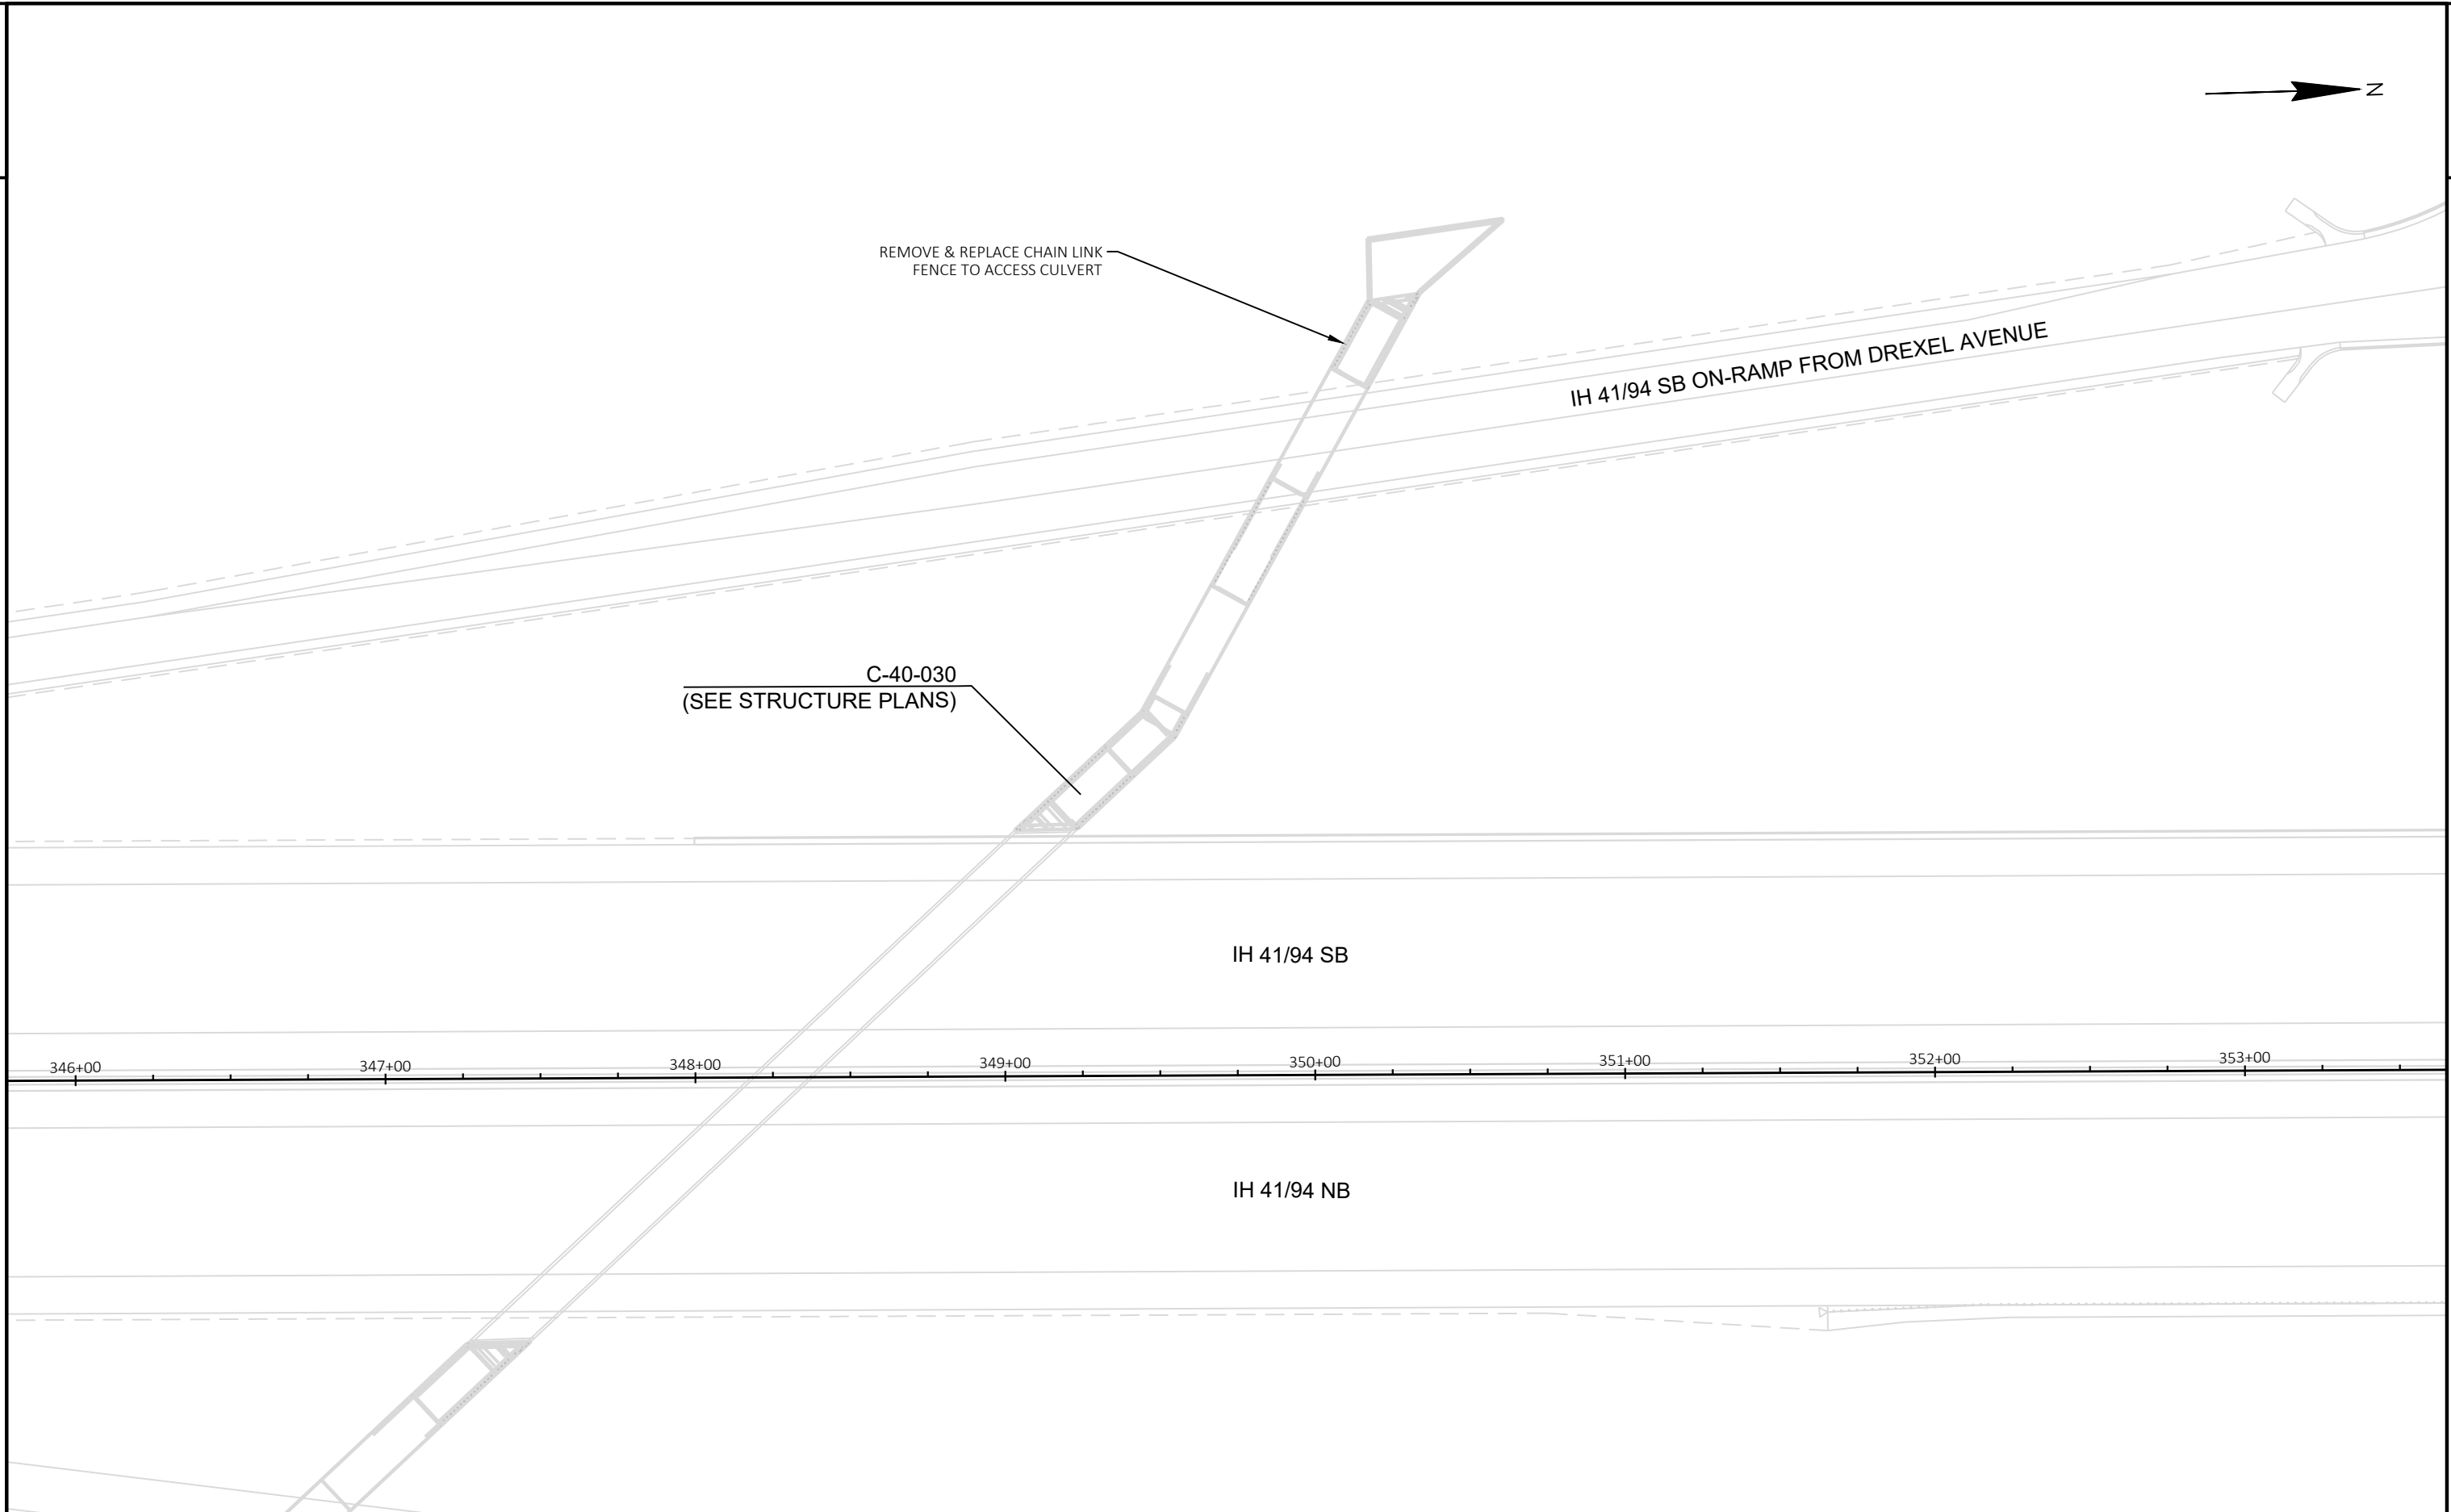 N
REMOVE & REPLACE CHAIN LINK
FENCE TO ACCESS CULVERT
IH 41/94 SB ON-RAMP FROM DREXEL AVENUE
C-40-030
(SEE STRUCTURE PLANS)
IH 41/94 SB
346+00 347+00 348+00 349+00 350+00 351+00 352+00 353+00
IH 41/94 NB